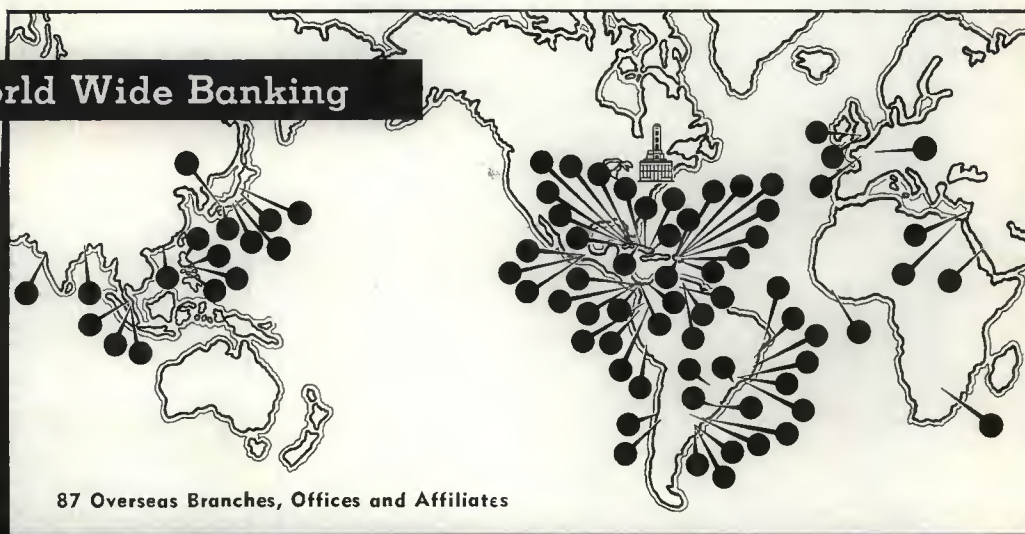 orld Wide Banking
87 Overseas Branches, Offices and Affiliates